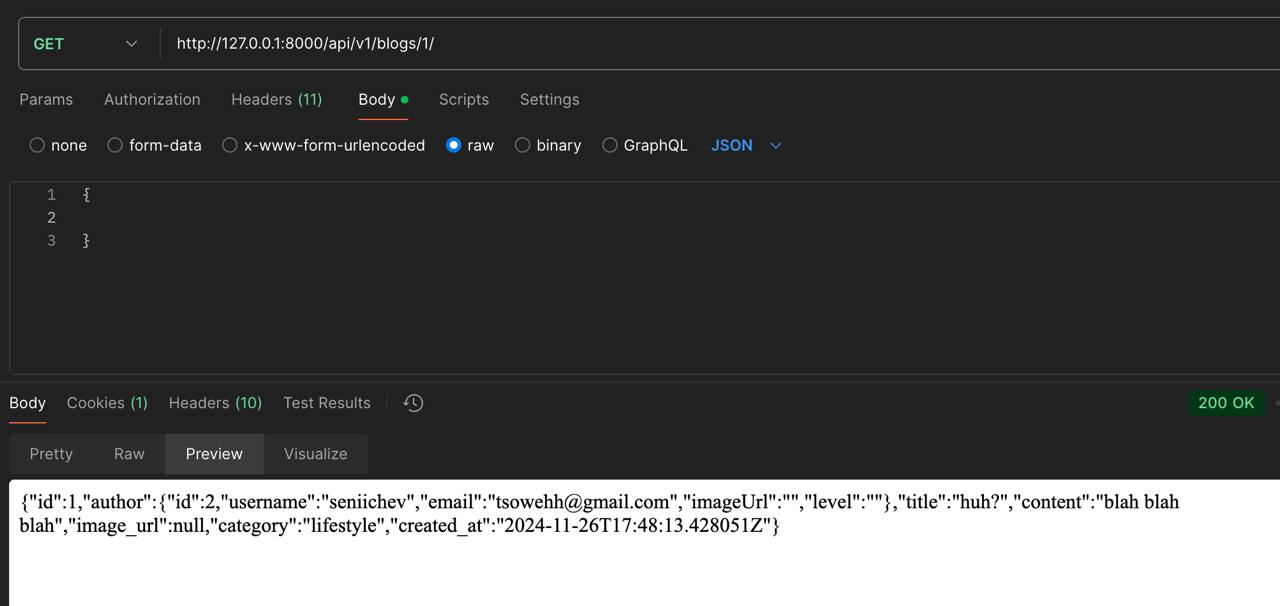 GET http://127.0.0.1:8000/api/v1/blogs/1/
Params Authorization Headers (11) Body Scripts Settings
none form-data x-www-form-urlencoded raw binary GraphQL JSON
1 {
2
3 }
Body Cookies (1) Headers (10) Test Results 200 OK
Pretty Raw Preview Visualize
{"id":1,"author":{"id":2,"username":"seniichev","email":"tsowehh@gmail.com","imageUrl":"","level":""},"title":"huh?","content":"blah blah
blah","image_url":null,"category":"lifestyle","created_at":"2024-11-26T17:48:13.428051Z"}